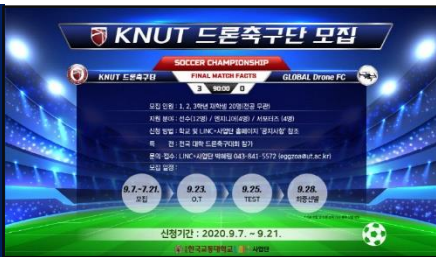 KNUT 드론축구단 모집
SOCCER CHAMPIONSHIP
KNUT 드론축구단
FINAL MATCH FACTS
GLOBAL Drone FC
3 90:00 0
모집 인원 : 1, 2, 3학년 재학생 20명(전공 무관)
지원 분야 : 선수(12명) / 엔지니어(4명) / 서포터즈 (4명)
신청 방법 : 학교 및 LINC+사업단 홈페이지 '공지사항' 참조
특 전 : 전국 대학 드론축구대회 참가
문의·접수 : LINC+사업단 박혜림 043-841-5572 (eggzoa@ut.ac.kr)
모집 일정 :
9.7.~7.21.
모집
9.23.
O.T
9.25.
TEST
9.28.
최종선발
신청기간 : 2020.9.7. ~ 9.21.
한국교통대학교 사업단